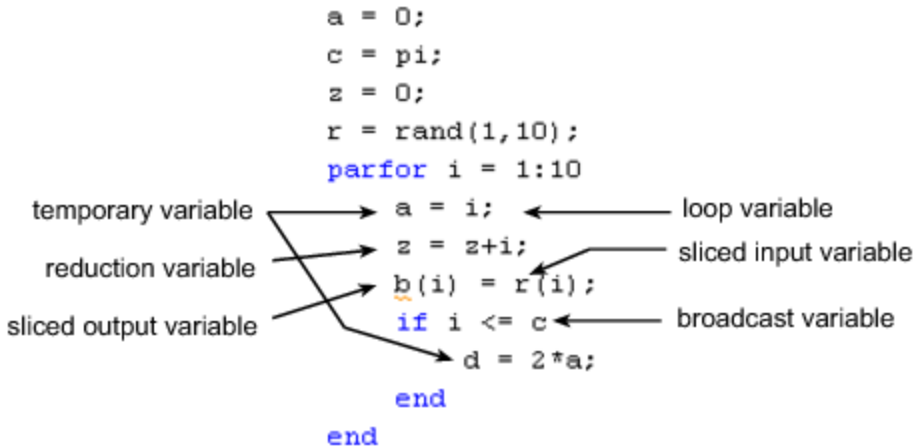 a = 0;
c = pi;
z = 0;
r = rand(1,10);
parfor i = 1:10
temporary variable
a = i;
loop variable
reduction variable
z = z+i;
sliced input variable
sliced output variable
b(i) = r(i);
if i <= c
broadcast variable
d = 2*a;
end
end